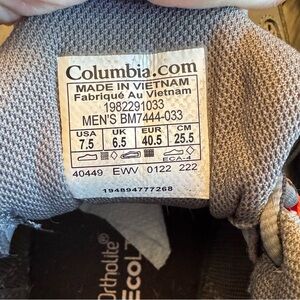 Columbia.com
MADE IN VIETNAM
Fabriqué Au Vietnam
1982291033
MEN'S BM7444-033
USA UK EUR CM
7.5 6.5 40.5 25.5
ECA-4
40449 EWV 0122 222
194894777268
Ortholite
ECO